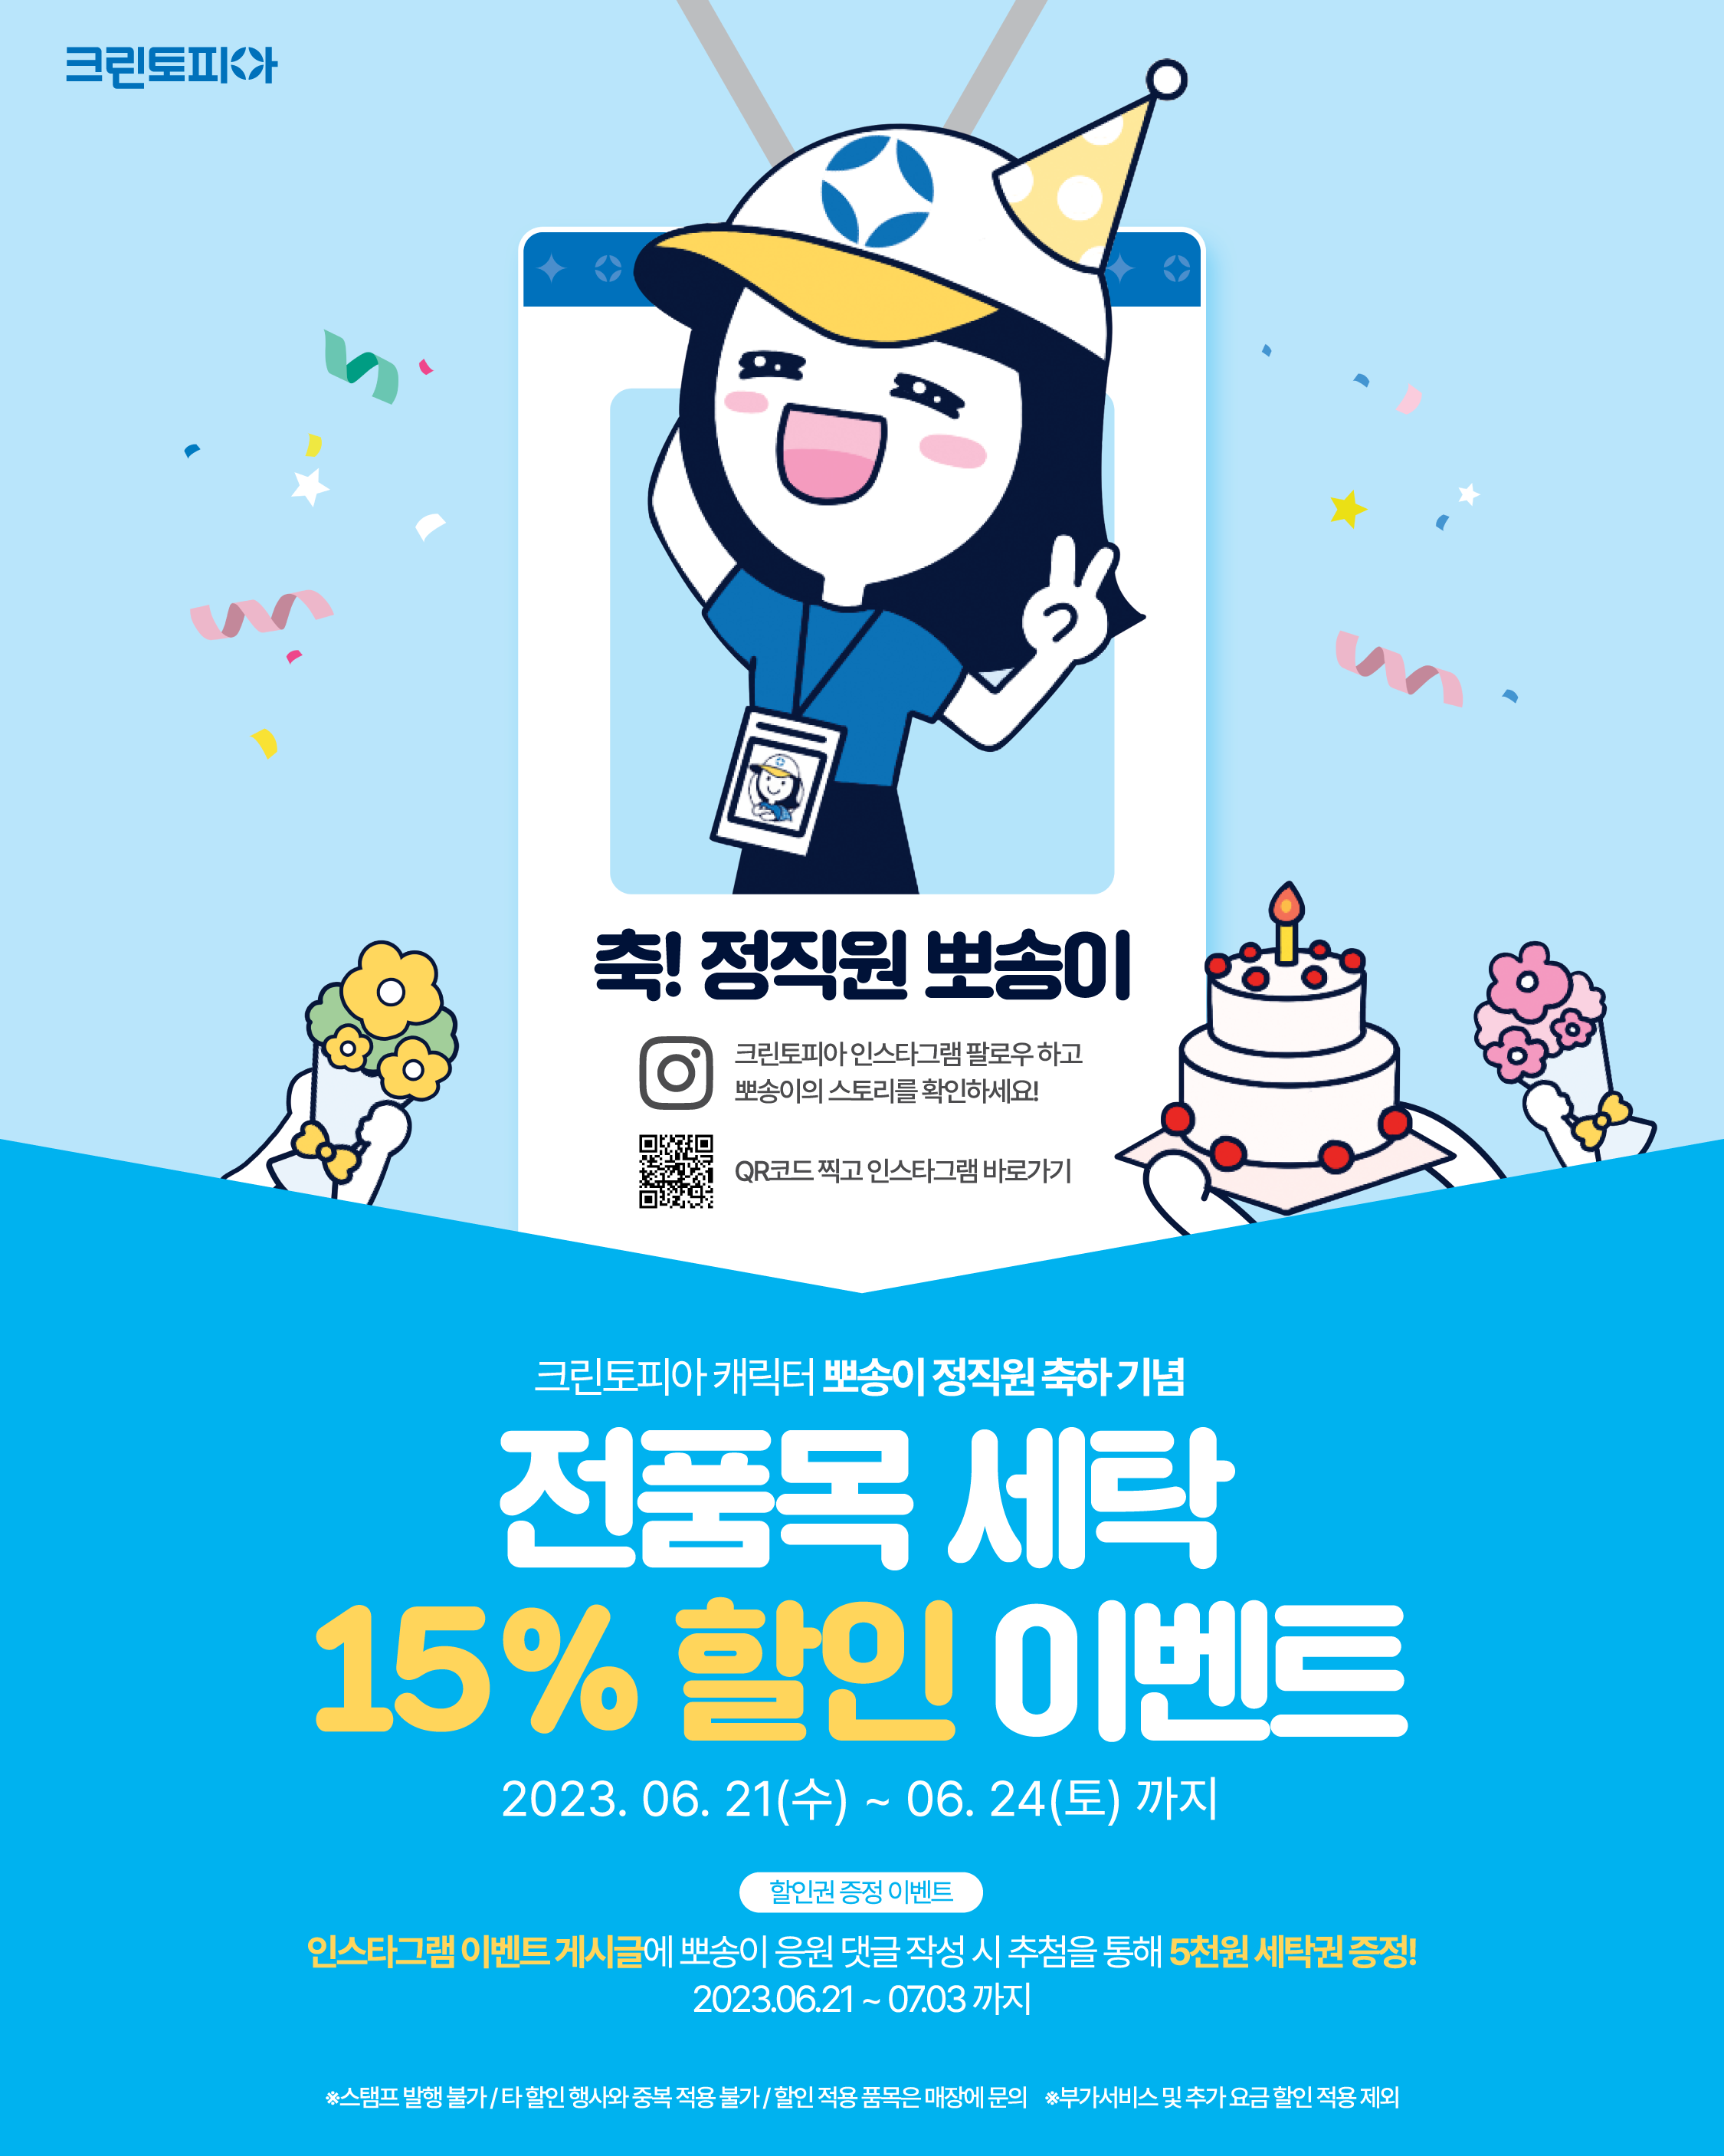 크린토피아
축! 정직원 뽀송이
크린토피아 인스타그램 팔로우 하고
뽀송이의 스토리를 확인하세요!
QR코드 찍고 인스타그램 바로가기
크린토피아 캐릭터 뽀송이 정직원 축하 기념
전품목 세탁
15% 할인 이벤트
2023. 06. 21(수) ~ 06. 24(토) 까지
할인권 증정 이벤트
인스타그램 이벤트 게시글에 뽀송이 응원 댓글 작성 시 추첨을 통해 5천원 세탁권 증정!
2023.06.21 ~ 07.03 까지
※스탬프 발행 불가 / 타 할인 행사와 중복 적용 불가 / 할인 적용 품목은 매장에 문의 ※부가서비스 및 추가 요금 할인 적용 제외